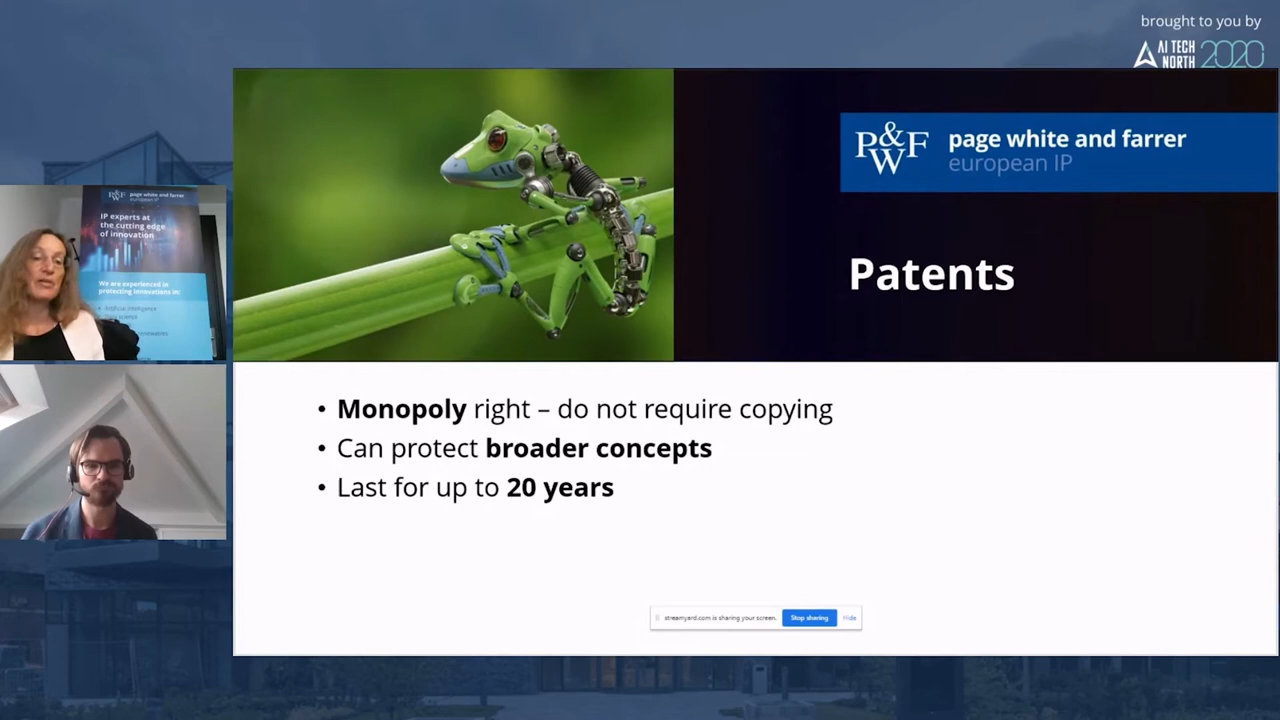 brought to you by
AI TECH
NORTH
2020
P&F
W
page white and farrer
european IP
P&F
W
page white and farrer
european IP
IP experts at
the cutting edge
of innovation
We are experienced in
protecting innovations in:
Artificial intelligence
Patents
• Monopoly right – do not require copying
• Can protect broader concepts
• Last for up to 20 years
streamyard.com is sharing your screen.
Stop sharing
Hide